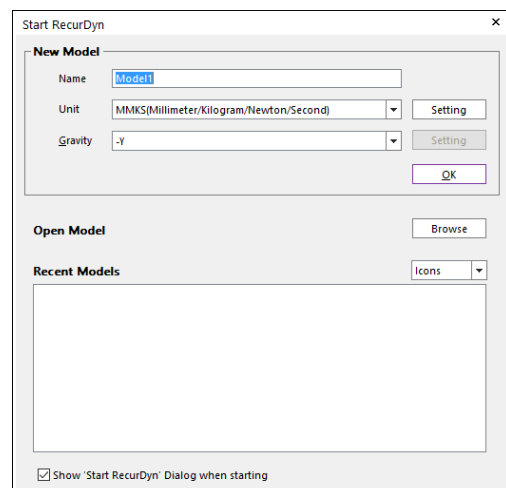 Start RecurDyn
New Model
Name Model1
Unit MMKS(Millimeter/Kilogram/Newton/Second) Setting
Gravity -Y Setting
OK
Open Model Browse
Recent Models Icons
Show 'Start RecurDyn' Dialog when starting